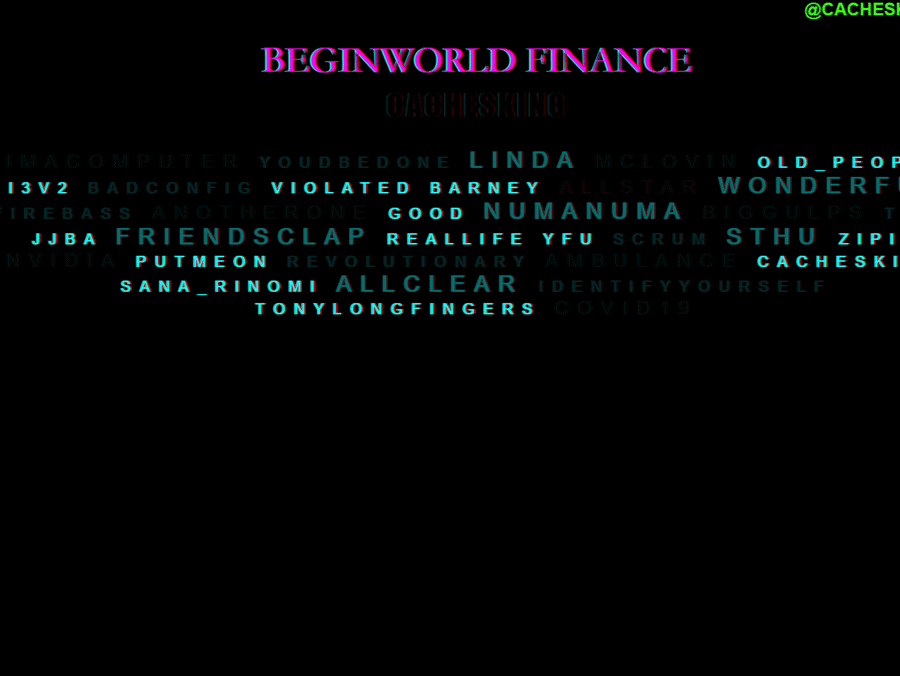 @CACHESK
BEGINWORLD FINANCE
CACHESKING
IMACOMPUTER YOUDBEDONE LINDA MCLOVIN OLD_PEOP
I3V2 BADCONFIG VIOLATED BARNEY ALLSTAR WONDERFU
FIREBASS ANOTHERONE GOOD NUMANUMA BIGGULPS T
JJBA FRIENDSCLAP REALLIFE YFU SCRUM STHU ZIPI
NVIDIA PUTMEON REVOLUTIONARY AMBULANCE CACHESKI
SANA_RINOMI ALLCLEAR IDENTIFYYOURSELF
TONYLONGFINGERS COVID19